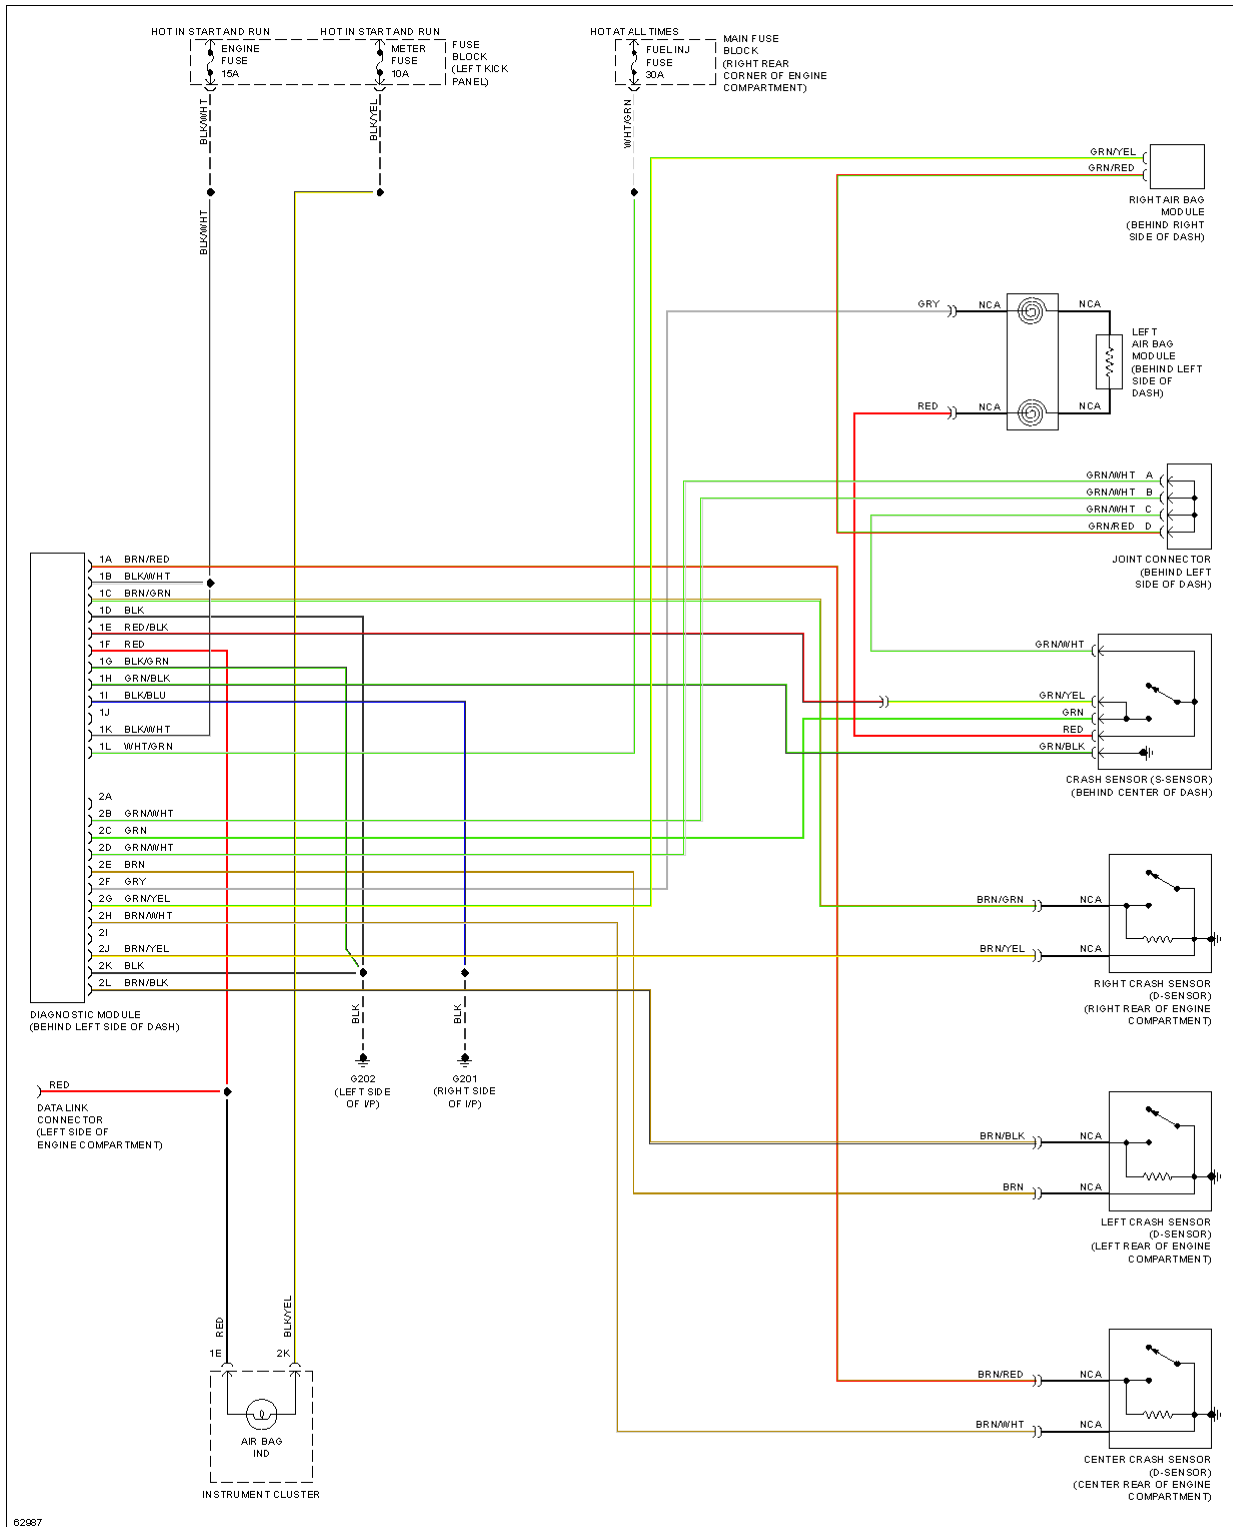 HOT IN START AND RUN
HOT IN START AND RUN
HOT AT ALL TIMES
ENGINE
FUSE
15A
METER
FUSE
10A
FUSE
BLOCK
(LEFT KICK
PANEL)
FUEL INJ
FUSE
30A
MAIN FUSE
BLOCK
(RIGHT REAR
CORNER OF ENGINE
COMPARTMENT)
BLK/WHT
BLK/YEL
WHT/GRN
BLK/WHT
GRN/YEL
GRN/RED
RIGHT AIR BAG
MODULE
(BEHIND RIGHT
SIDE OF DASH)
GRY
NCA
NCA
LEFT
AIR BAG
MODULE
(BEHIND LEFT
SIDE OF
DASH)
RED
NCA
NCA
GRN/WHT A
GRN/WHT B
GRN/WHT C
GRN/RED D
JOINT CONNECTOR
(BEHIND LEFT
SIDE OF DASH)
1A BRN/RED
1B BLK/WHT
1C BRN/GRN
1D BLK
1E RED/BLK
1F RED
1G BLK/GRN
1H GRN/BLK
1I BLK/BLU
1J
1K BLK/WHT
1L WHT/GRN
2A
2B GRN/WHT
2C GRN
2D GRN/WHT
2E BRN
2F GRY
2G GRN/YEL
2H BRN/WHT
2I
2J BRN/YEL
2K BLK
2L BRN/BLK
DIAGNOSTIC MODULE
(BEHIND LEFT SIDE OF DASH)
GRN/WHT
GRN/YEL
GRN
RED
GRN/BLK
CRASH SENSOR (S-SENSOR)
(BEHIND CENTER OF DASH)
BRN/GRN
NCA
BRN/YEL
NCA
RIGHT CRASH SENSOR
(D-SENSOR)
(RIGHT REAR OF ENGINE
COMPARTMENT)
BLK
BLK
G202
(LEFT SIDE
OF I/P)
G201
(RIGHT SIDE
OF I/P)
RED
DATA LINK
CONNECTOR
(LEFT SIDE OF
ENGINE COMPARTMENT)
BRN/BLK
NCA
BRN
NCA
LEFT CRASH SENSOR
(D-SENSOR)
(LEFT REAR OF ENGINE
COMPARTMENT)
RED
BLK/YEL
1E
2K
AIR BAG
IND
INSTRUMENT CLUSTER
BRN/RED
NCA
BRN/WHT
NCA
CENTER CRASH SENSOR
(D-SENSOR)
(CENTER REAR OF ENGINE
COMPARTMENT)
62987